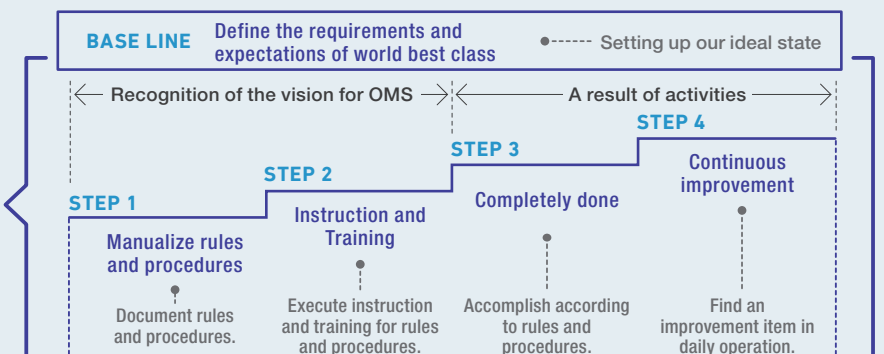 BASE LINE
Define the requirements and
expectations of world best class
Setting up our ideal state
Recognition of the vision for OMS
A result of activities
STEP 1
Manualize rules
and procedures
Document rules
and procedures.
STEP 2
Instruction and
Training
Execute instruction
and training for rules
and procedures.
STEP 3
Completely done
Accomplish according
to rules and
procedures.
STEP 4
Continuous
improvement
Find an
improvement item in
daily operation.